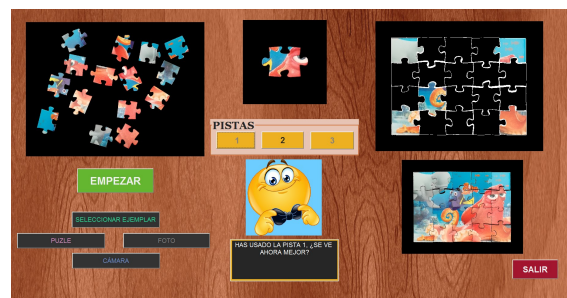 PISTAS
1 2 3
EMPEZAR
SELECCIONAR EJEMPLAR
PUZLE FOTO
CÁMARA
HAS USADO LA PISTA 1, ¿SE VE
AHORA MEJOR?
SALIR